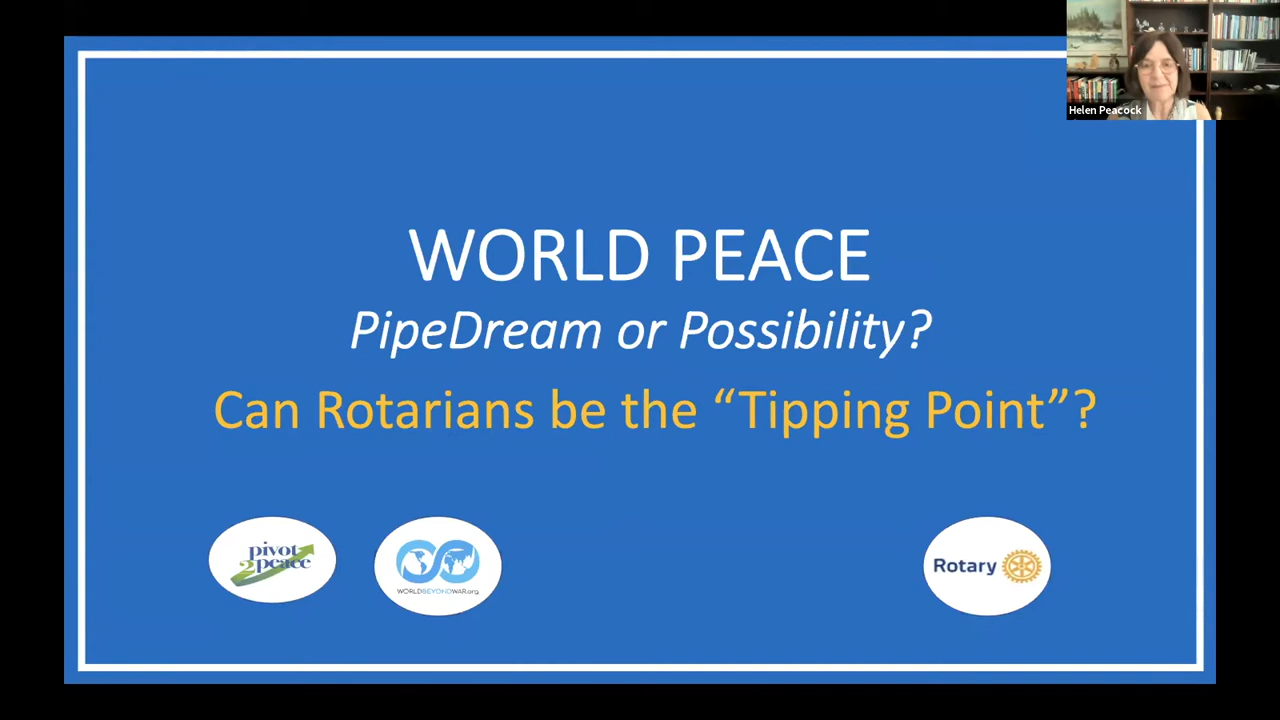 Helen Peacock
WORLD PEACE
PipeDream or Possibility?
Can Rotarians be the “Tipping Point”?
pivot
2peace
WORLDBEYONDWAR.org
Rotary